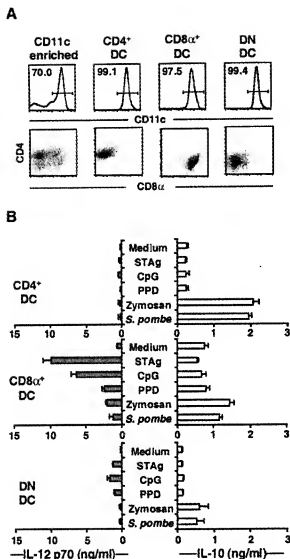 A
CD11c enriched CD4+ DC CD8α+ DC DN DC
70.0 99.1 97.5 99.4
CD11c
CD4
CD8α
B
CD4+ DC
Medium
STAg
CpG
PPD
Zymosan
S. pombe
15 10 5 0 0 1 2 3
CD8α+ DC
Medium
STAg
CpG
PPD
Zymosan
S. pombe
15 10 5 0 0 1 2 3
DN DC
Medium
STAg
CpG
PPD
Zymosan
S. pombe
15 10 5 0 0 1 2 3
IL-12 p70 (ng/ml) IL-10 (ng/ml)